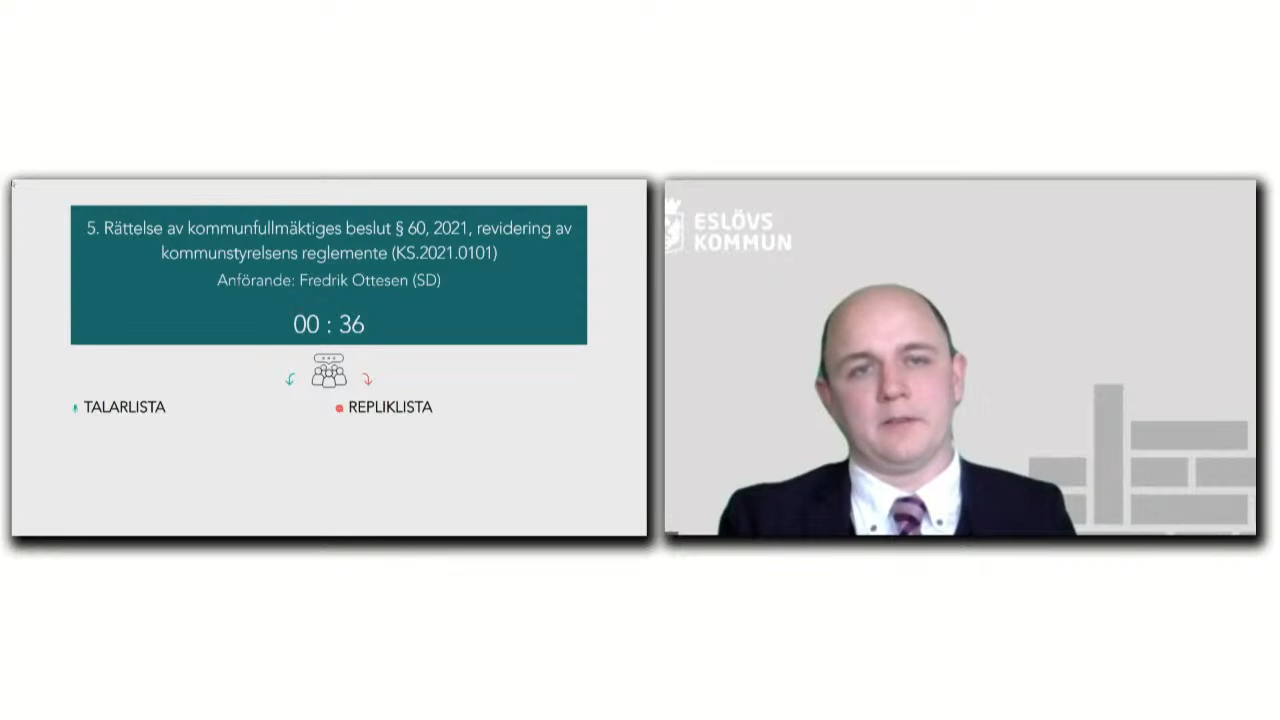 5. Rättelse av kommunfullmäktiges beslut § 60, 2021, revidering av
kommunstyrelsens reglemente (KS.2021.0101)
Anförande: Fredrik Ottesen (SD)
00 : 36
TALARLISTA
REPLIKLISTA
ESLÖVS
KOMMUN